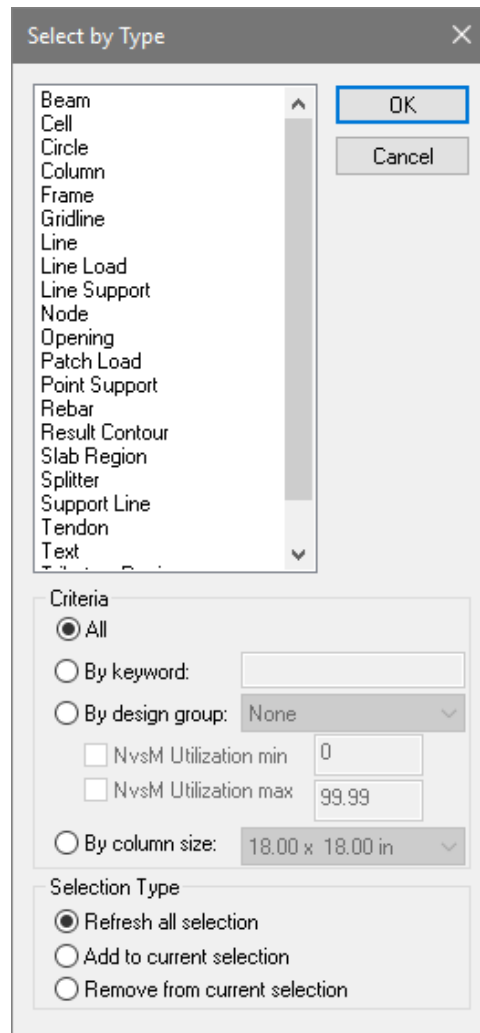 Select by Type
Beam
Cell
Circle
Column
Frame
Gridline
Line
Line Load
Line Support
Node
Opening
Patch Load
Point Support
Rebar
Result Contour
Slab Region
Splitter
Support Line
Tendon
Text
OK
Cancel
Criteria
All
By keyword:
By design group: None
NvsM Utilization min 0
NvsM Utilization max 99.99
By column size: 18.00 x 18.00 in
Selection Type
Refresh all selection
Add to current selection
Remove from current selection